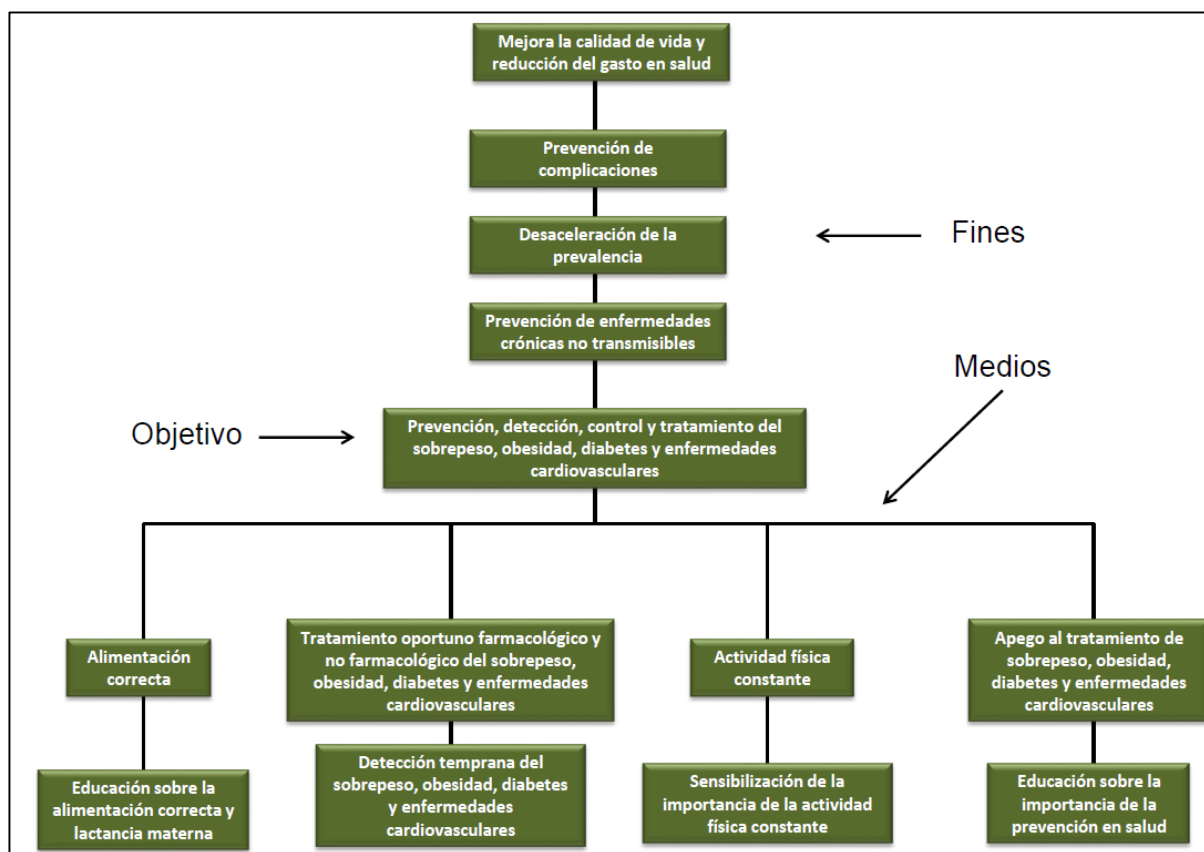 Mejora la calidad de vida y
reducción del gasto en salud
Prevención de
complicaciones
Desaceleración de la
prevalencia
Fines
Prevención de enfermedades
crónicas no transmisibles
Medios
Objetivo
Prevención, detección, control y tratamiento del
sobrepeso, obesidad, diabetes y enfermedades
cardiovasculares
Alimentación
correcta
Tratamiento oportuno farmacológico y
no farmacológico del sobrepeso,
obesidad, diabetes y enfermedades
cardiovasculares
Actividad física
constante
Apego al tratamiento de
sobrepeso, obesidad,
diabetes y enfermedades
cardiovasculares
Educación sobre la
alimentación correcta y
lactancia materna
Detección temprana del
sobrepeso, obesidad, diabetes
y enfermedades
cardiovasculares
Sensibilización de la
importancia de la actividad
física constante
Educación sobre la
importancia de la
prevención en salud